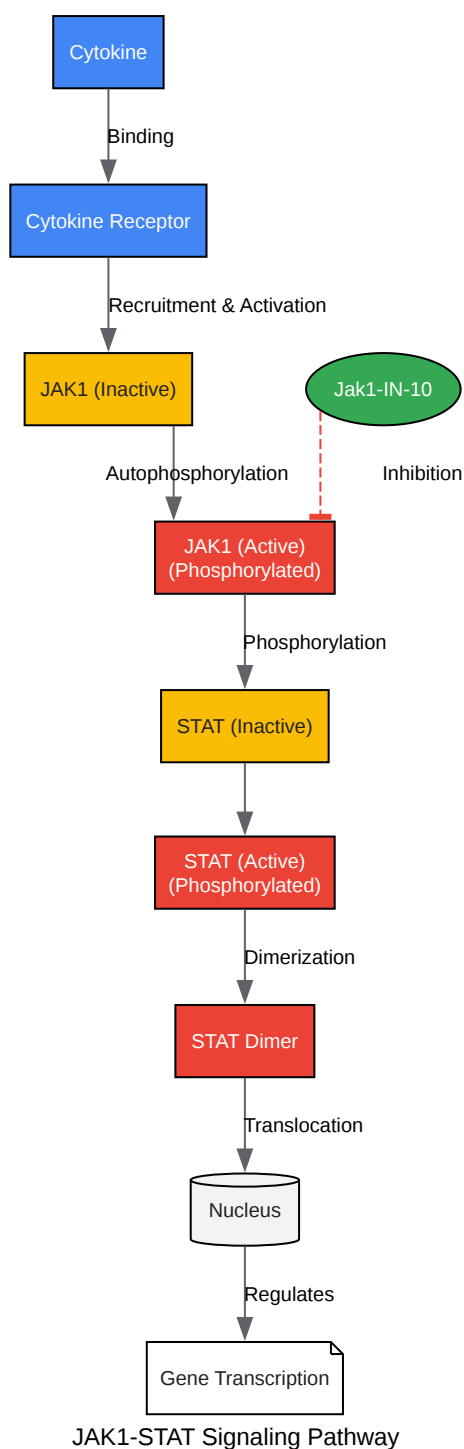 Cytokine
Binding
Cytokine Receptor
Recruitment & Activation
JAK1 (Inactive)
Jak1-IN-10
Autophosphorylation
Inhibition
JAK1 (Active)
(Phosphorylated)
Phosphorylation
STAT (Inactive)
STAT (Active)
(Phosphorylated)
Dimerization
STAT Dimer
Translocation
Nucleus
Regulates
Gene Transcription
JAK1-STAT Signaling Pathway